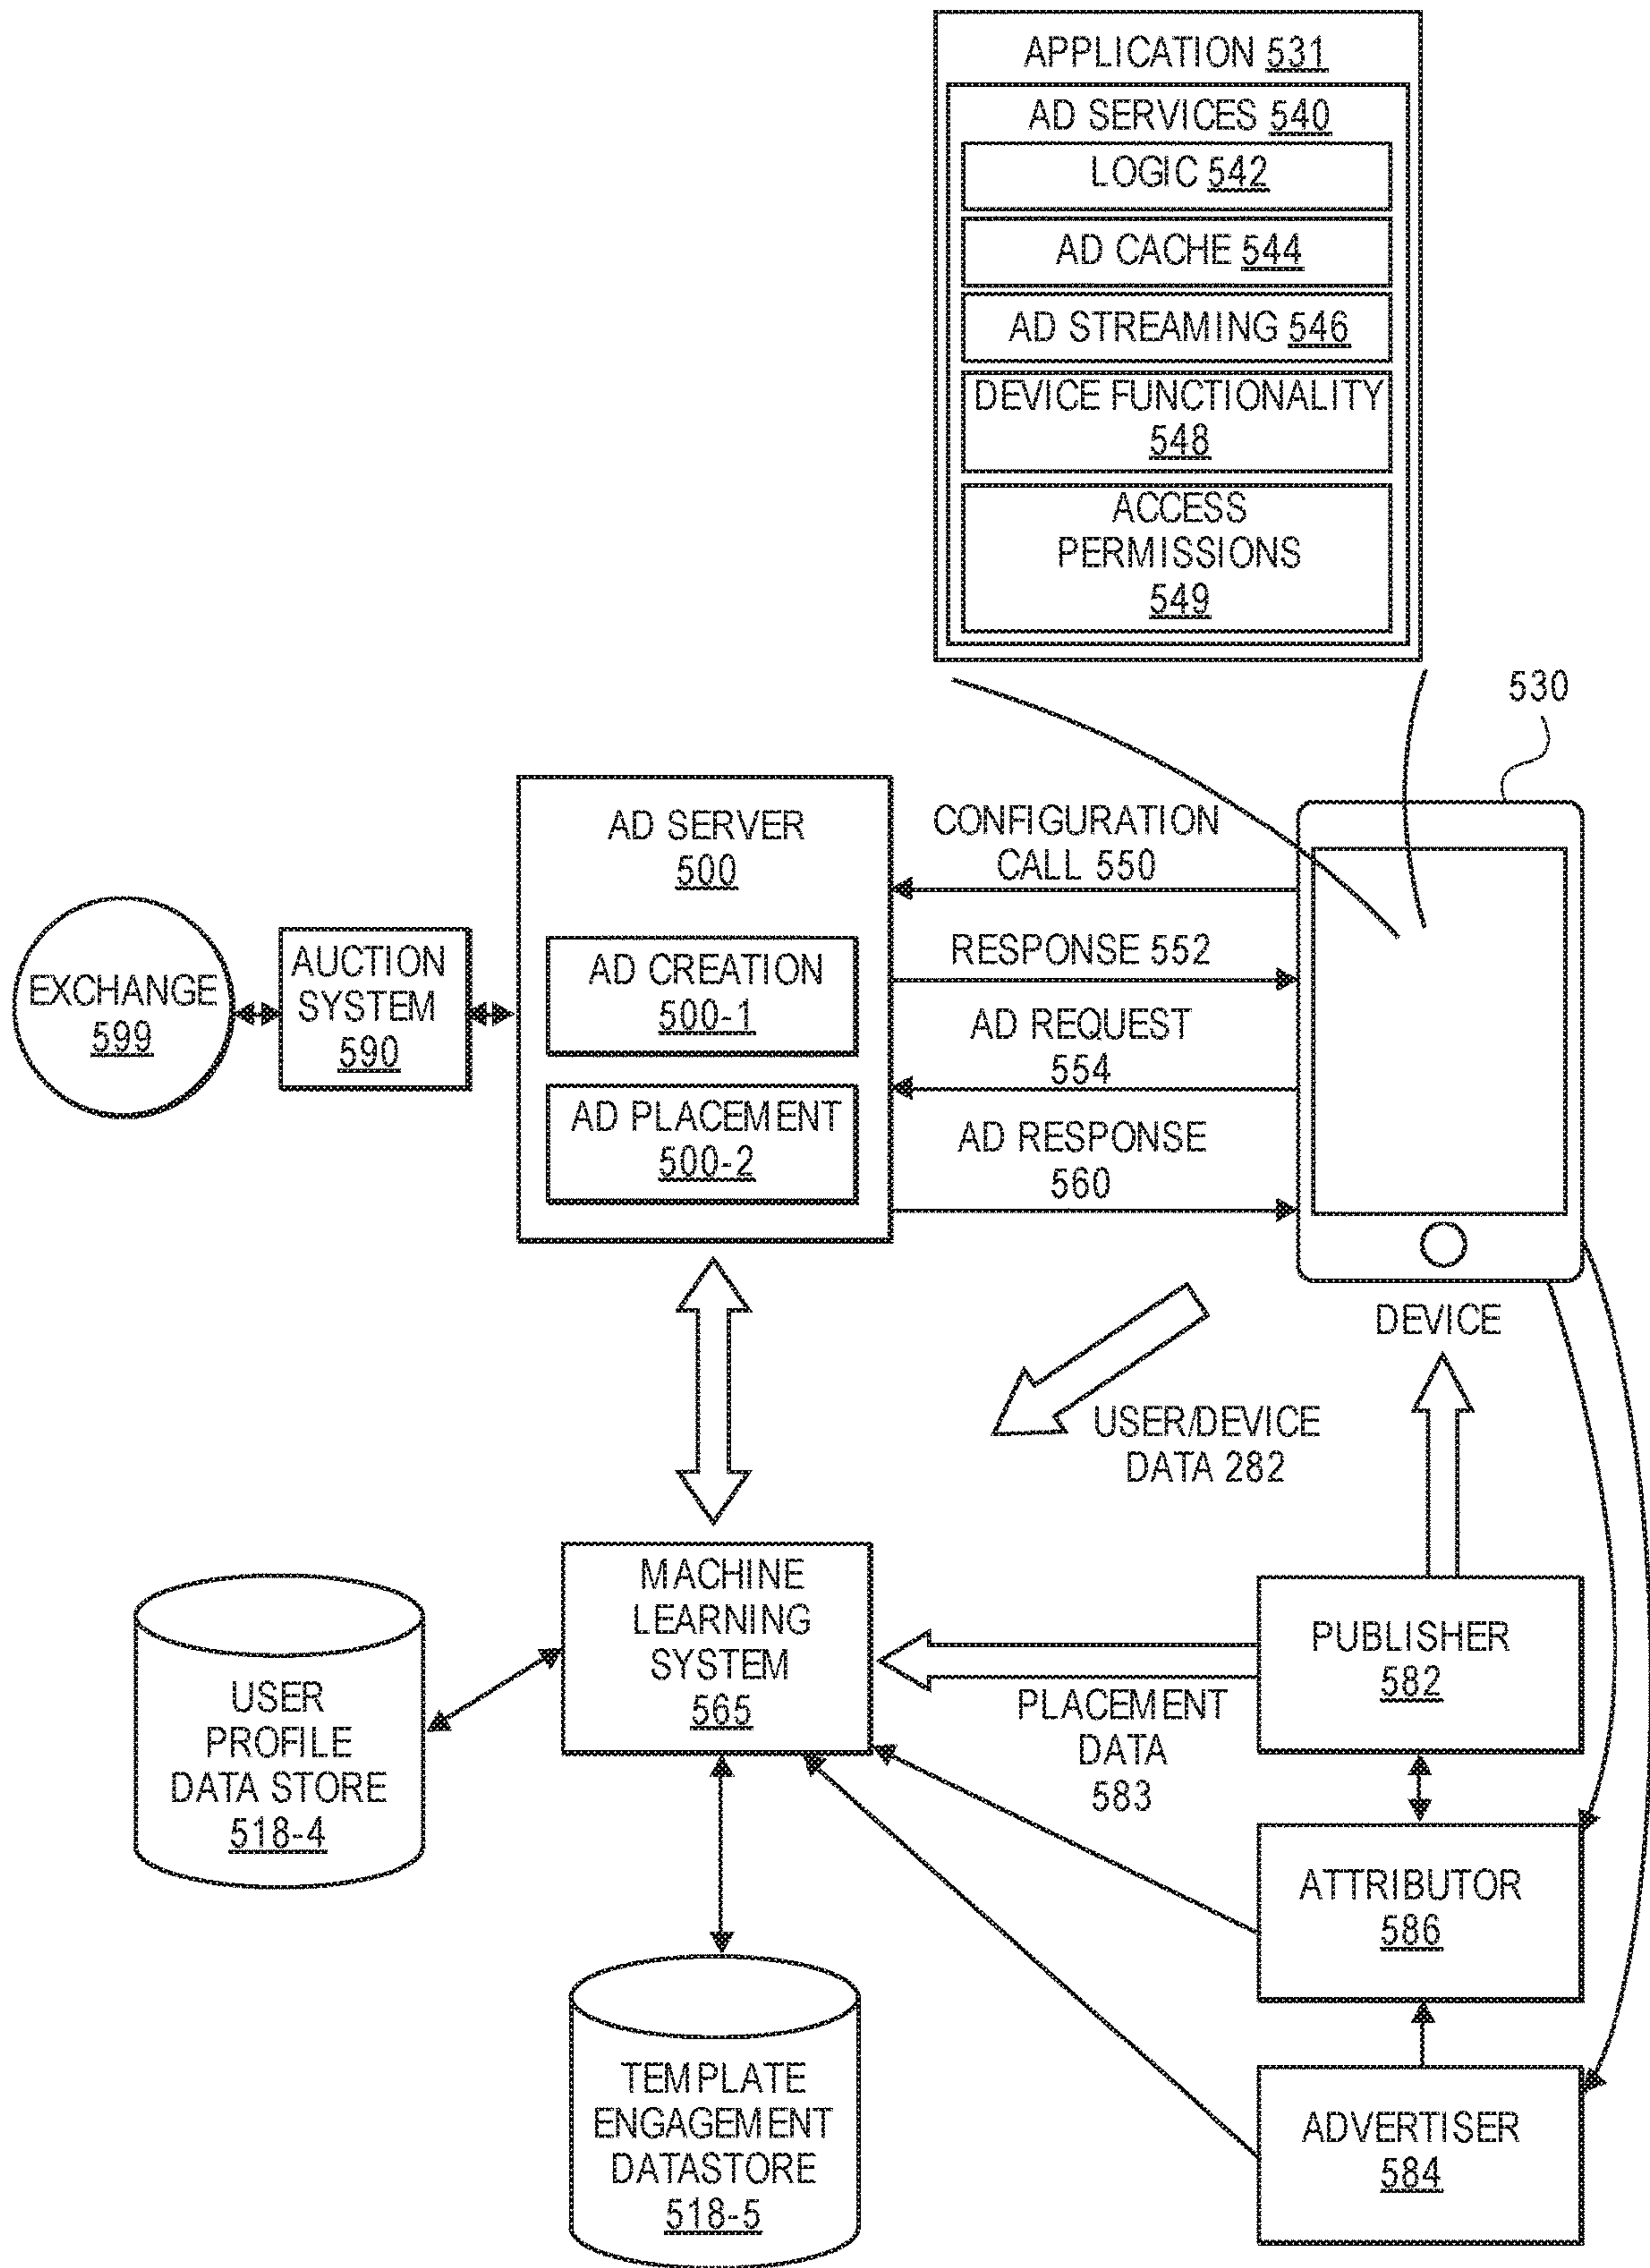 APPLICATION 531
AD SERVICES 540
LOGIC 542
AD CACHE 544
AD STREAMING 546
DEVICE FUNCTIONALITY
548
ACCESS
PERMISSIONS
549
530
AD SERVER
500
AD CREATION
500-1
AD PLACEMENT
500-2
CONFIGURATION
CALL 550
RESPONSE 552
AD REQUEST
554
AD RESPONSE
560
EXCHANGE
599
AUCTION
SYSTEM
590
DEVICE
USER/DEVICE
DATA 282
MACHINE
LEARNING
SYSTEM
565
PUBLISHER
582
PLACEMENT
DATA
583
USER
PROFILE
DATA STORE
518-4
ATTRIBUTOR
586
TEMPLATE
ENGAGEMENT
DATASTORE
518-5
ADVERTISER
584